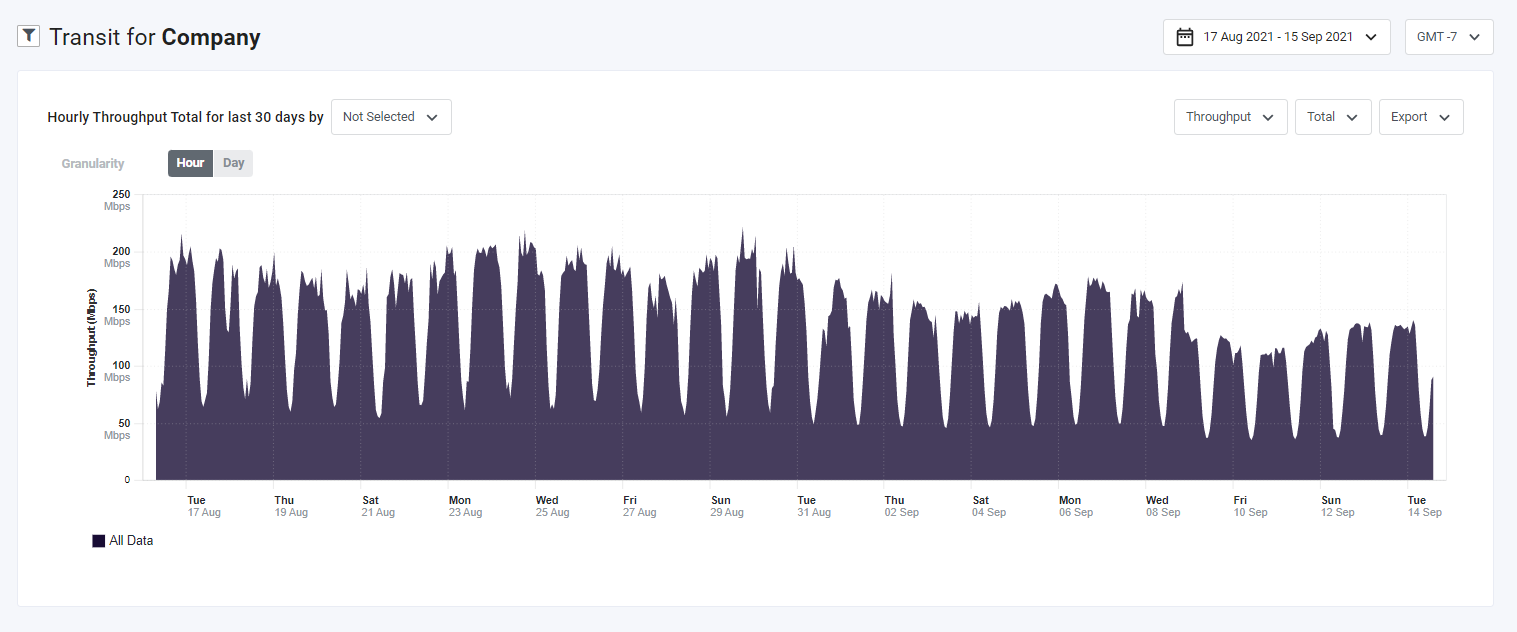 Transit for Company
17 Aug 2021 - 15 Sep 2021
GMT -7
Hourly Throughput Total for last 30 days by
Not Selected
Throughput
Total
Export
Granularity
Hour
Day
Throughput (Mbps)
250
Mbps
200
Mbps
150
Mbps
100
Mbps
50
Mbps
0
Tue
17 Aug
Thu
19 Aug
Sat
21 Aug
Mon
23 Aug
Wed
25 Aug
Fri
27 Aug
Sun
29 Aug
Tue
31 Aug
Thu
02 Sep
Sat
04 Sep
Mon
06 Sep
Wed
08 Sep
Fri
10 Sep
Sun
12 Sep
Tue
14 Sep
All Data